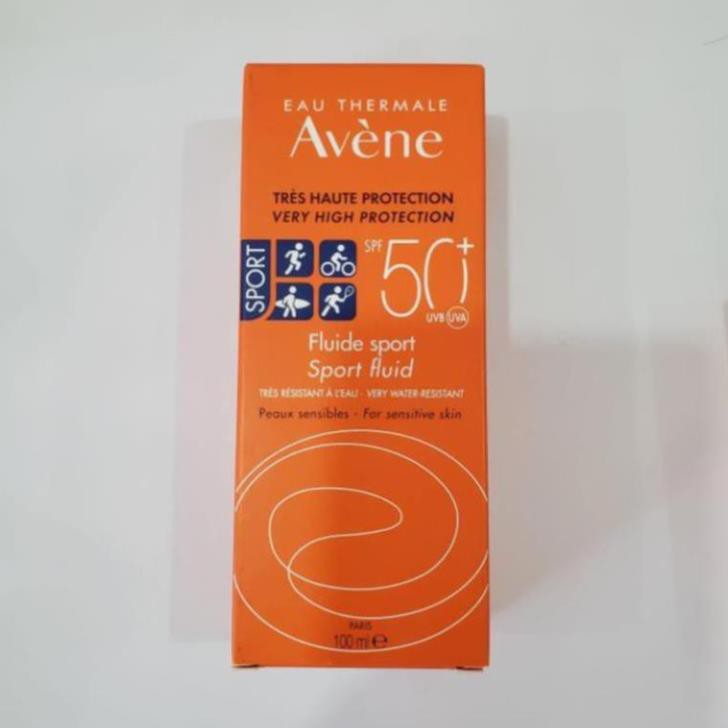 EAU THERMALE
Avène
TRÈS HAUTE PROTECTION
VERY HIGH PROTECTION
SPORT
SPF 50+
UVB UVA
Fluide sport
Sport fluid
TRÈS RÉSISTANT À L'EAU - VERY WATER-RESISTANT
Peaux sensibles - For sensitive skin
PARIS
100 ml ℮